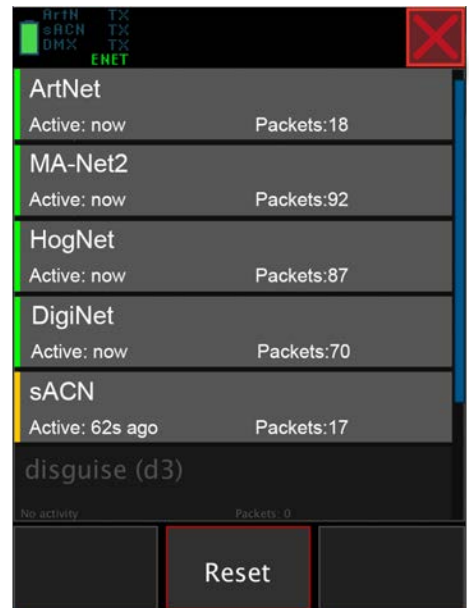 ArtN TX
sACN TX
DMX TX
ENET
ArtNet
Active: now Packets:18
MA-Net2
Active: now Packets:92
HogNet
Active: now Packets:87
DigiNet
Active: now Packets:70
sACN
Active: 62s ago Packets:17
disguise (d3)
No activity Packets: 0
Reset